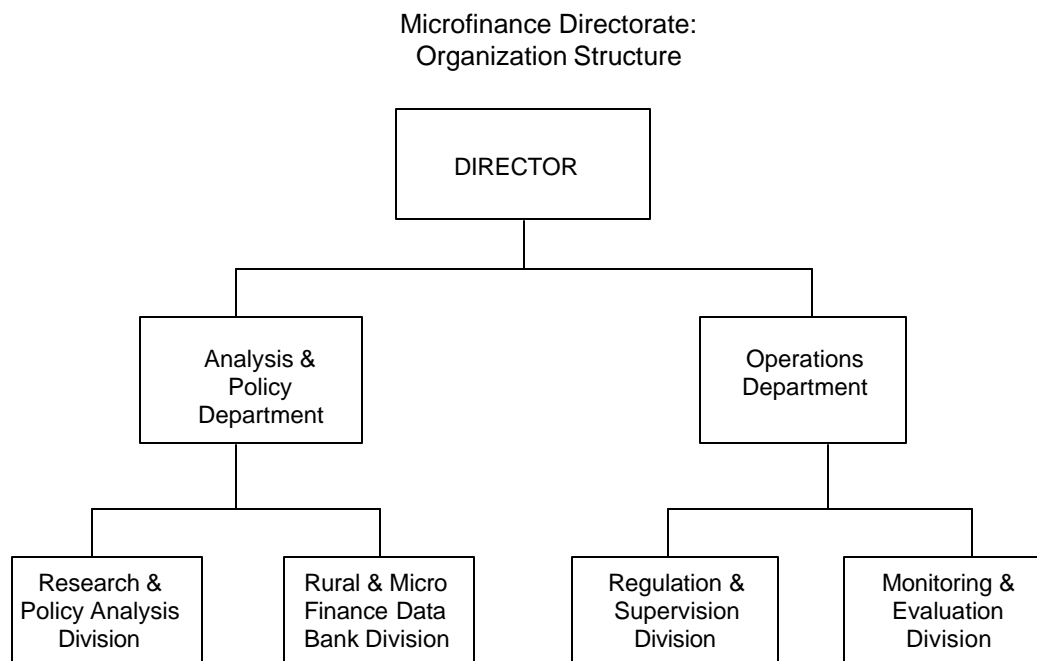 Microfinance Directorate:
Organization Structure
DIRECTOR
Analysis &
Policy
Department
Operations
Department
Research &
Policy Analysis
Division
Rural & Micro
Finance Data
Bank Division
Regulation &
Supervision
Division
Monitoring &
Evaluation
Division